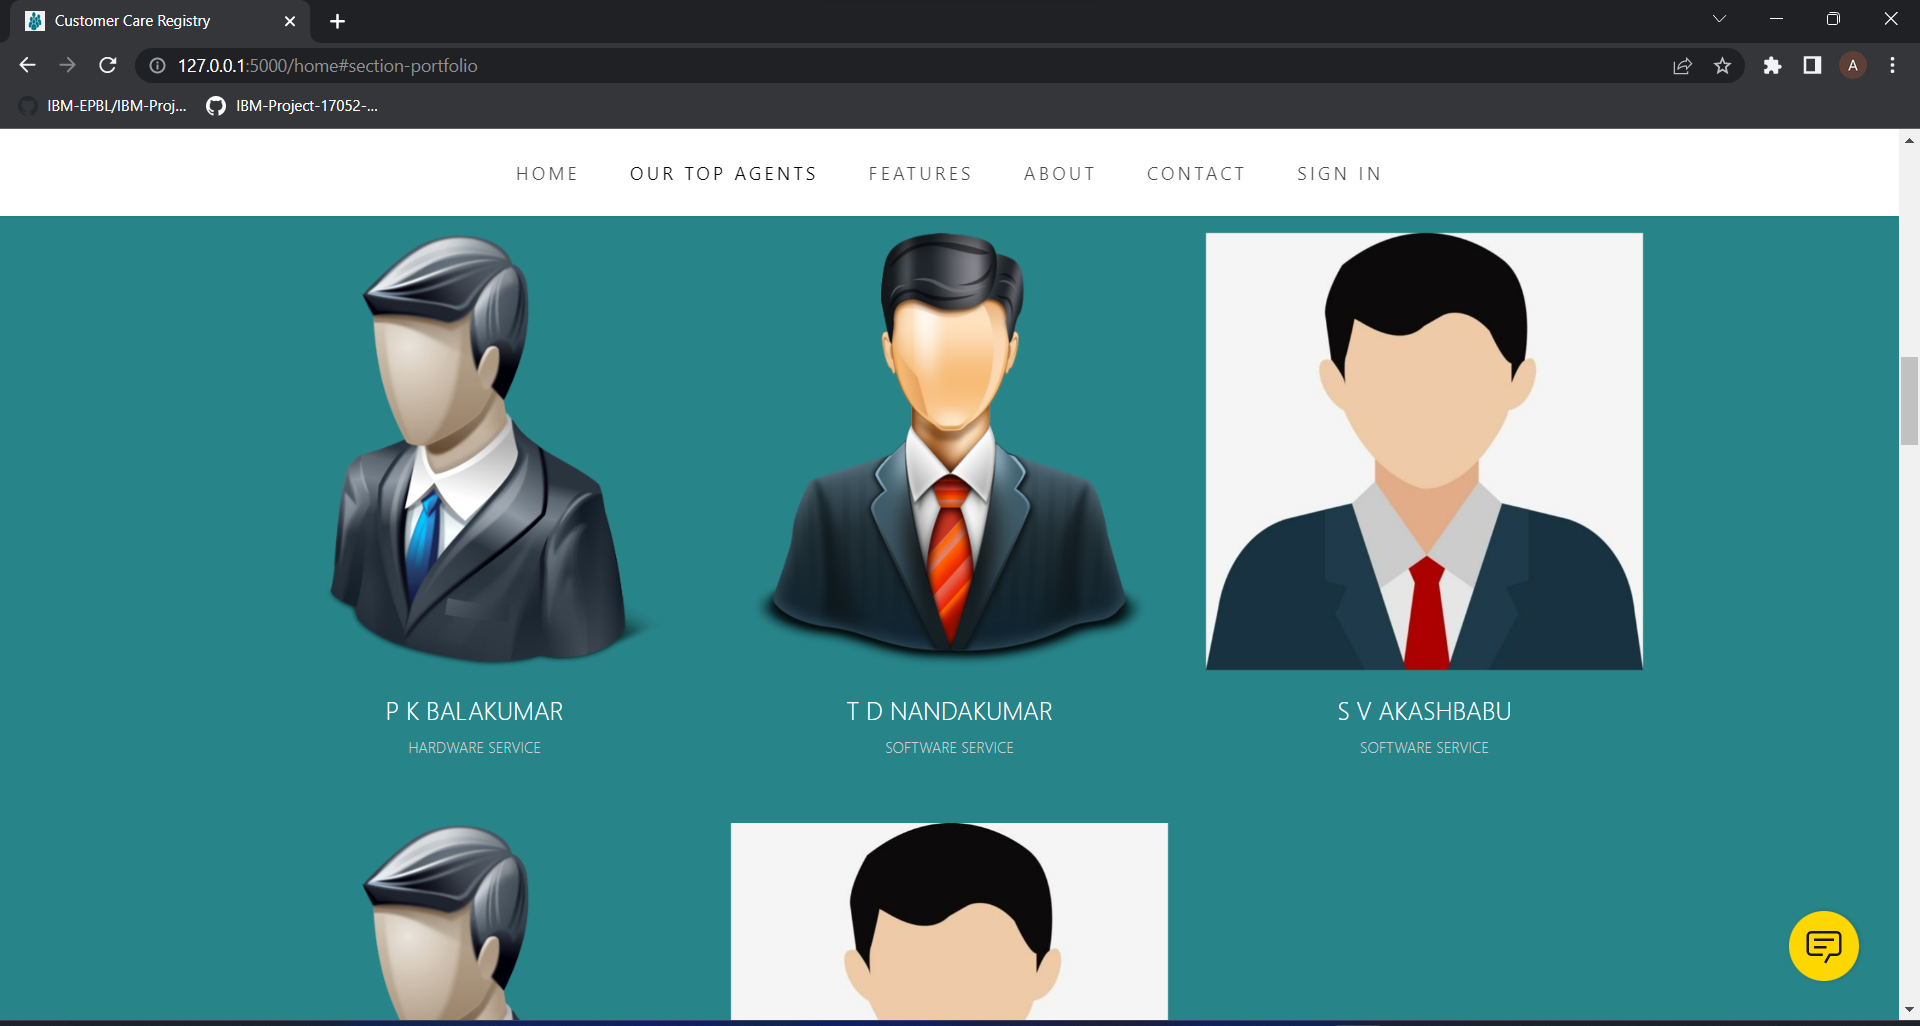 Customer Care Registry
127.0.0.1:5000/home#section-portfolio
A
IBM-EPBL/IBM-Proj... IBM-Project-17052-...
HOME OUR TOP AGENTS FEATURES ABOUT CONTACT SIGN IN
P K BALAKUMAR T D NANDAKUMAR S V AKASHBABU
HARDWARE SERVICE SOFTWARE SERVICE SOFTWARE SERVICE